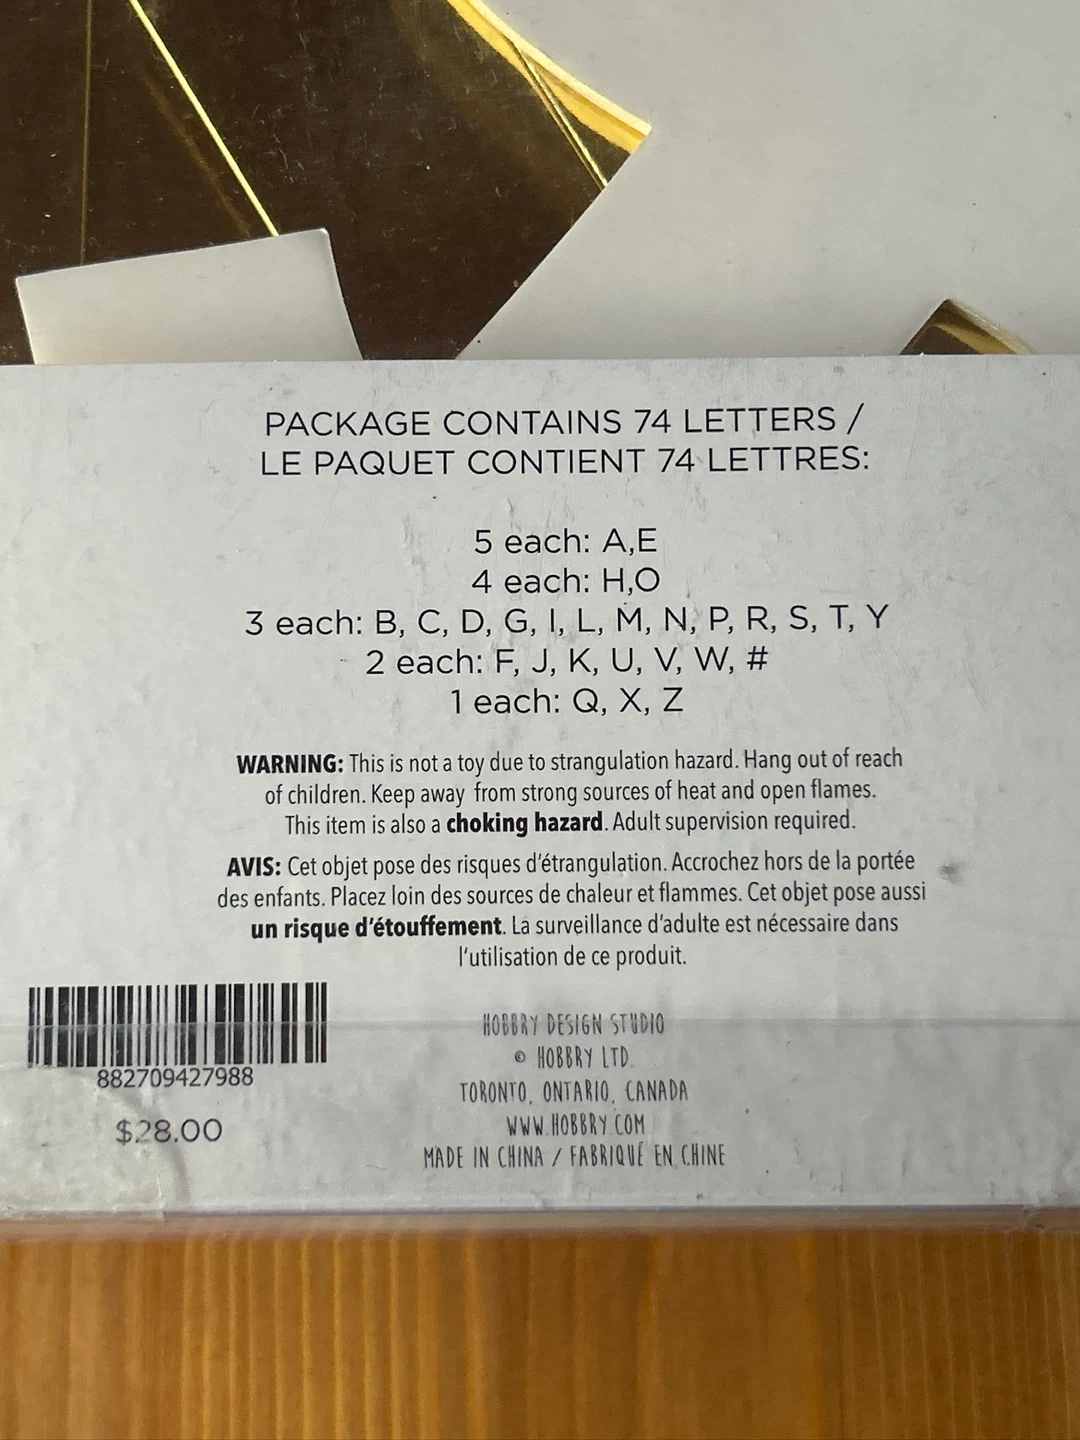 PACKAGE CONTAINS 74 LETTERS /
LE PAQUET CONTIENT 74 LETTRES:
5 each: A,E
4 each: H,O
3 each: B, C, D, G, I, L, M, N, P, R, S, T, Y
2 each: F, J, K, U, V, W, #
1 each: Q, X, Z
WARNING: This is not a toy due to strangulation hazard. Hang out of reach
of children. Keep away from strong sources of heat and open flames.
This item is also a choking hazard. Adult supervision required.
AVIS: Cet objet pose des risques d'étrangulation. Accrochez hors de la portée
des enfants. Placez loin des sources de chaleur et flammes. Cet objet pose aussi
un risque d'étouffement. La surveillance d'adulte est nécessaire dans
l'utilisation de ce produit.
882709427988
$28.00
HOBBRY DESIGN STUDIO
© HOBBRY LTD.
TORONTO, ONTARIO, CANADA
WWW.HOBBRY.COM
MADE IN CHINA / FABRIQUÉ EN CHINE